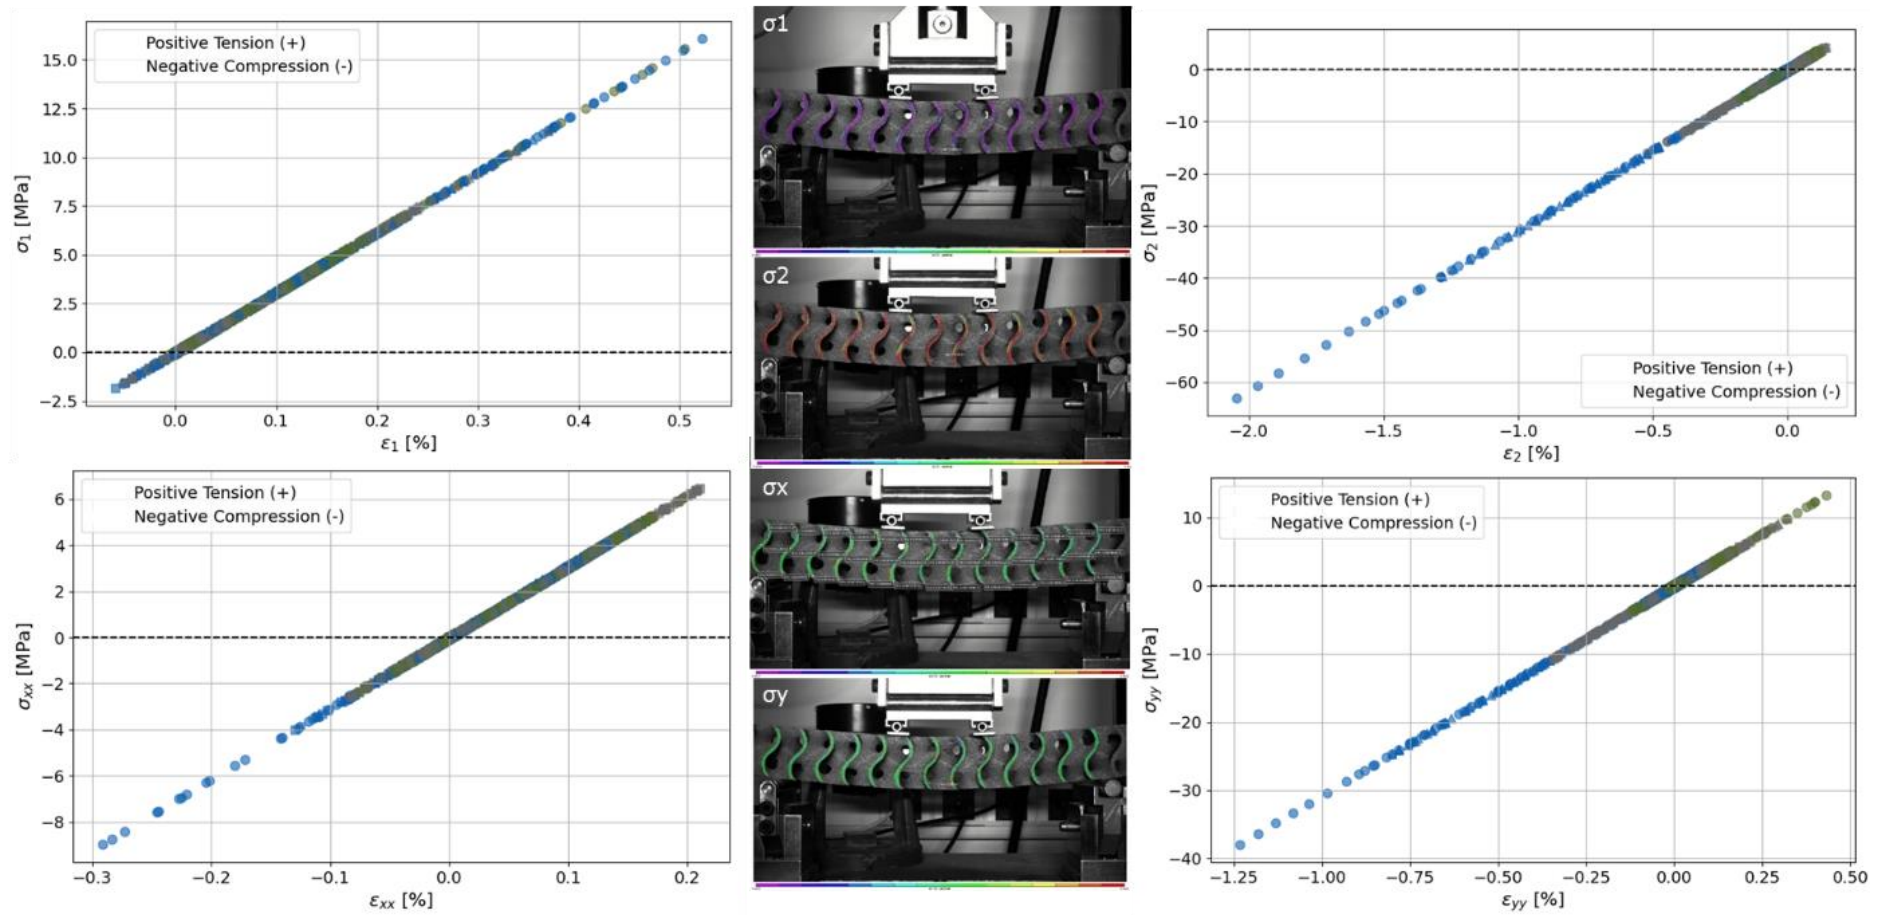 Positive Tension (+)
Negative Compression (-)
15.0
12.5
10.0
7.5
5.0
2.5
0.0
−2.5
σ1 [MPa]
0.0 0.1 0.2 0.3 0.4 0.5
ε1 [%]
σ1
σ2
σx
σy
0
−10
−20
−30
−40
−50
−60
σ2 [MPa]
Positive Tension (+)
Negative Compression (-)
−2.0 −1.5 −1.0 −0.5 0.0
ε2 [%]
Positive Tension (+)
Negative Compression (-)
6
4
2
0
−2
−4
−6
−8
σxx [MPa]
−0.3 −0.2 −0.1 0.0 0.1 0.2
εxx [%]
Positive Tension (+)
Negative Compression (-)
10
0
−10
−20
−30
−40
σyy [MPa]
−1.25 −1.00 −0.75 −0.50 −0.25 0.00 0.25 0.50
εyy [%]